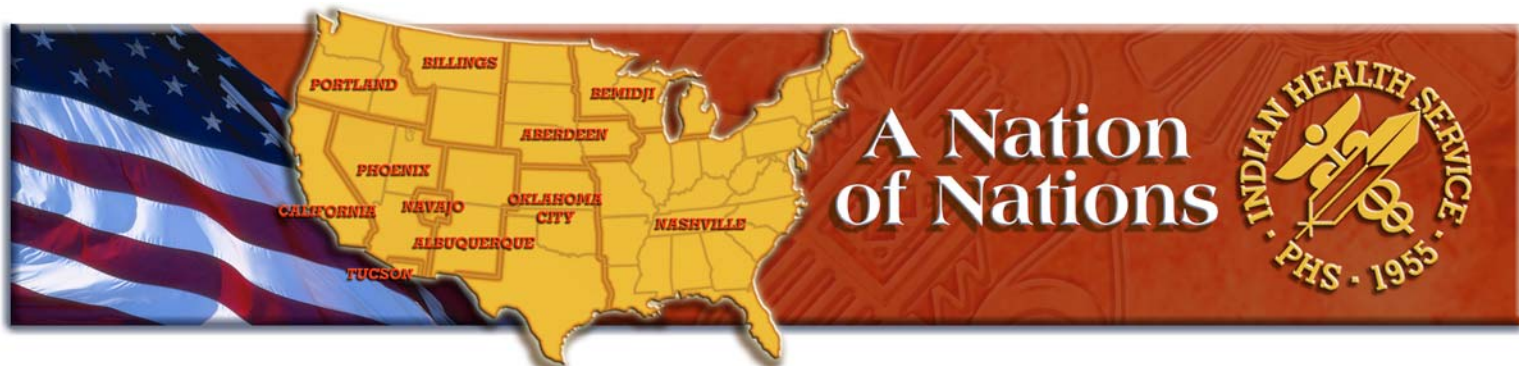 BILLINGS
PORTLAND
BEMIDJI
ABERDEEN
PHOENIX
CALIFORNIA
NAVAJO
OKLAHOMA
CITY
NASHVILLE
ALBUQUERQUE
TUCSON
A Nation
of Nations
INDIAN HEALTH SERVICE
· PHS · 1955 ·